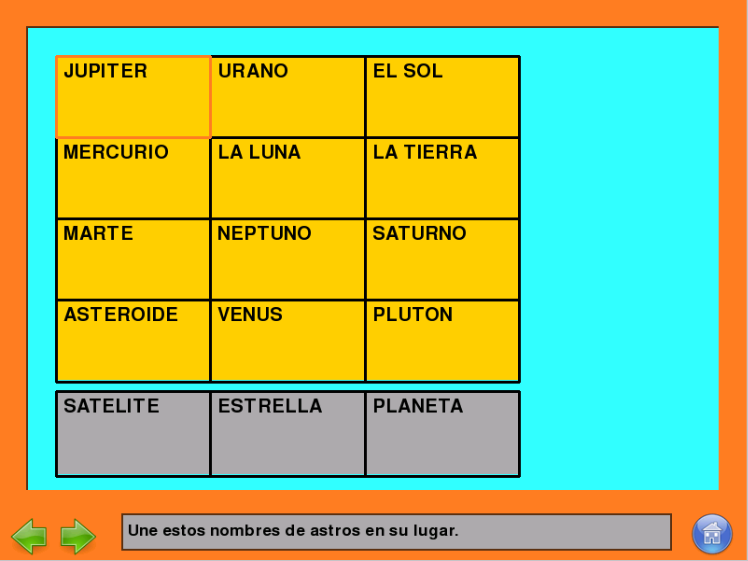 JUPITER URANO EL SOL
MERCURIO LA LUNA LA TIERRA
MARTE NEPTUNO SATURNO
ASTEROIDE VENUS PLUTON
SATELITE ESTRELLA PLANETA
Une estos nombres de astros en su lugar.